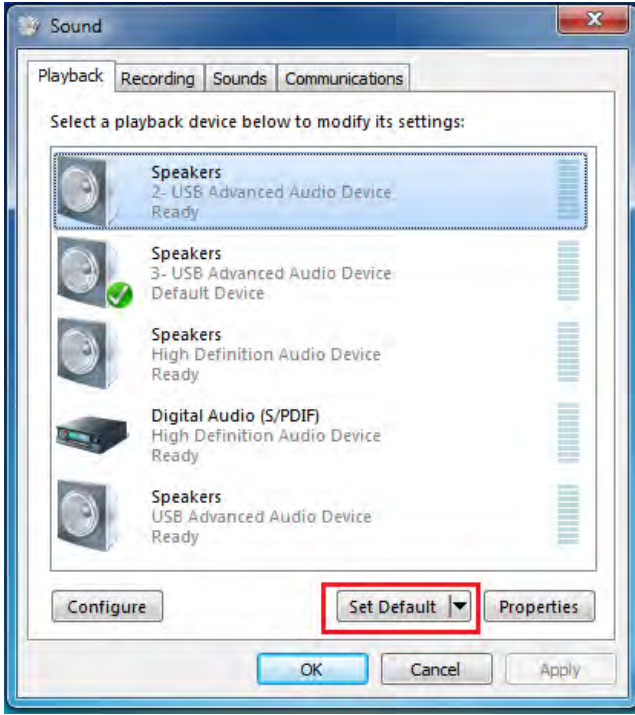 Sound
Playback Recording Sounds Communications
Select a playback device below to modify its settings:
Speakers
2- USB Advanced Audio Device
Ready
Speakers
3- USB Advanced Audio Device
Default Device
Speakers
High Definition Audio Device
Ready
Digital Audio (S/PDIF)
High Definition Audio Device
Ready
Speakers
USB Advanced Audio Device
Ready
Configure Set Default Properties
OK Cancel Apply